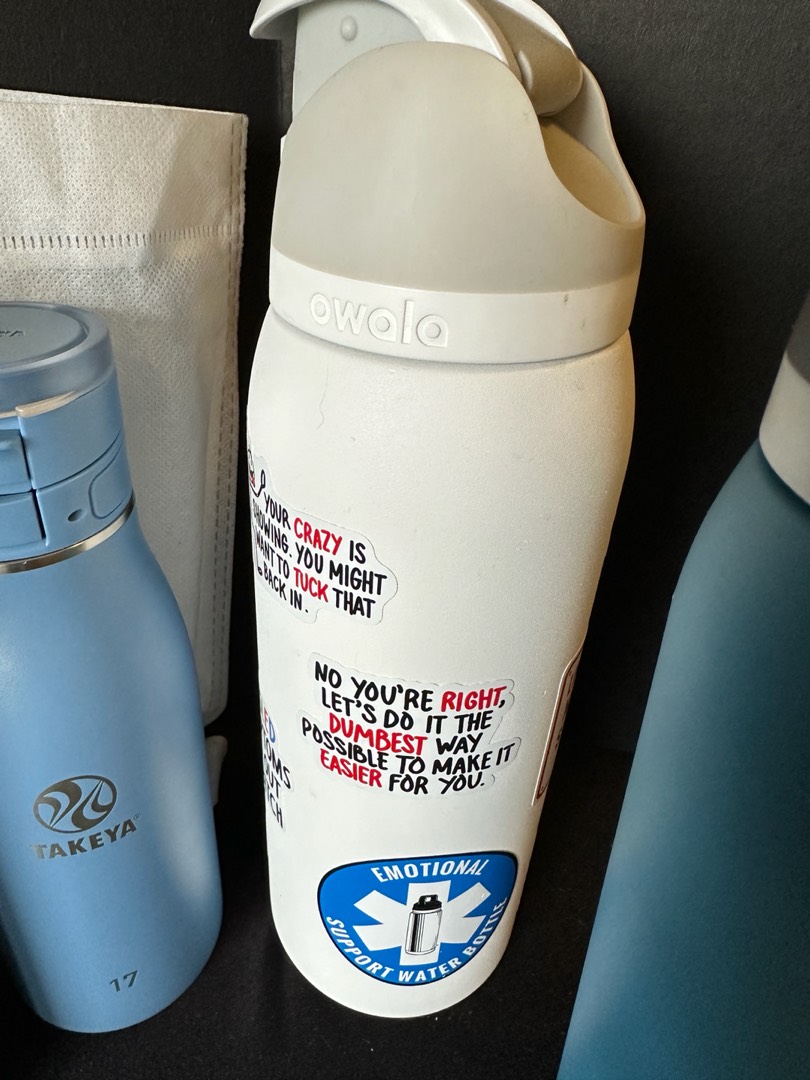 owala
YOUR CRAZY IS
SHOWING. YOU MIGHT
WANT TO TUCK THAT
BACK IN.
NO YOU'RE RIGHT,
LET'S DO IT THE
DUMBEST WAY
POSSIBLE TO MAKE IT
EASIER FOR YOU.
EMOTIONAL
SUPPORT WATER BOTTLE
TAKEYA
17